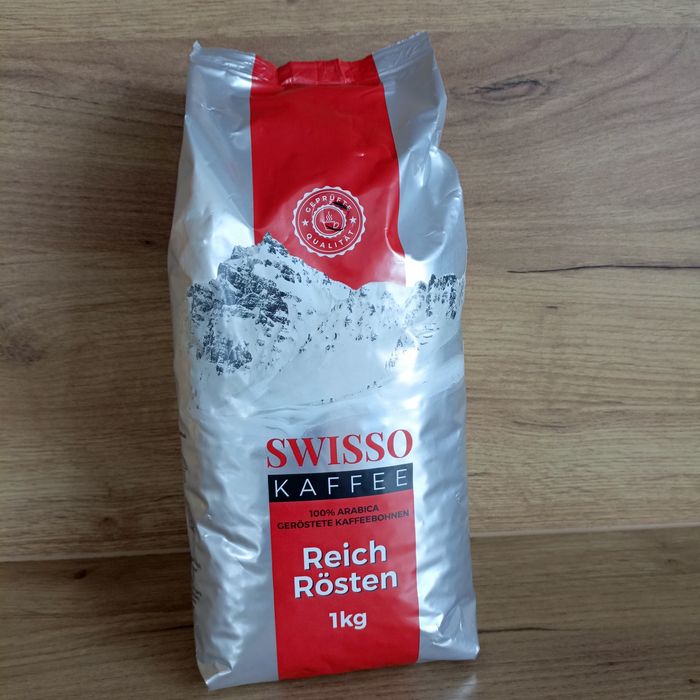 GEPRÜFTE
QUALITÄT
SWISSO
KAFFEE
100% ARABICA
GERÖSTETE KAFFEEBOHNEN
Reich
Rösten
1kg